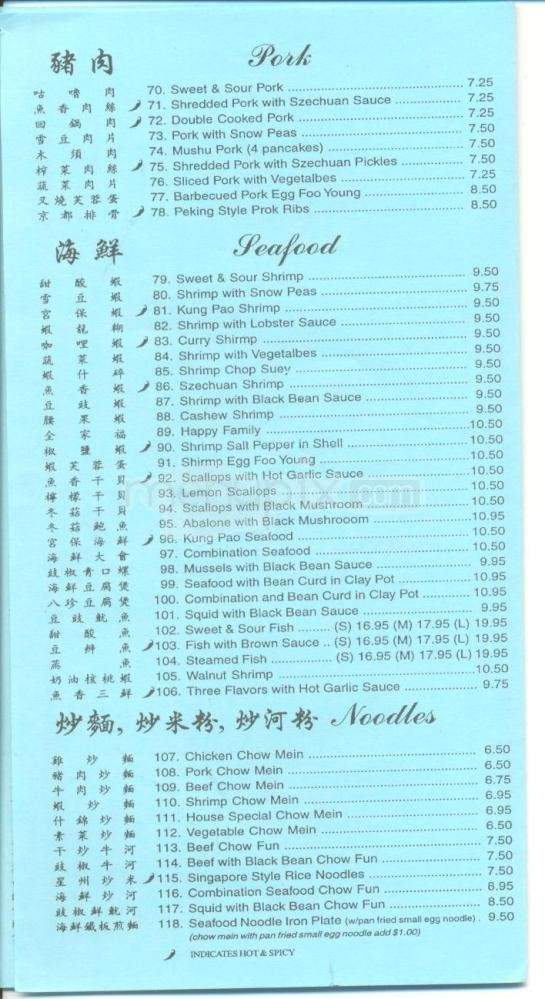 豬肉 Pork
咕嚕肉 70. Sweet & Sour Pork 7.25
魚香肉絲 71. Shredded Pork with Szechuan Sauce 7.25
回鍋肉 72. Double Cooked Pork 7.25
雪豆肉片 73. Pork with Snow Peas 7.50
木須肉 74. Mushu Pork (4 pancakes) 7.50
榨菜肉絲 75. Shredded Pork with Szechuan Pickles 7.50
蔬菜肉片 76. Sliced Pork with Vegetalbes 7.25
叉燒芙蓉蛋 77. Barbecued Pork Egg Foo Young 8.50
京都排骨 78. Peking Style Prok Ribs 8.50
海鮮 Seafood
甜酸蝦 79. Sweet & Sour Shrimp 9.50
雪豆蝦 80. Shrimp with Snow Peas 9.75
宮保蝦 81. Kung Pao Shrimp 9.50
蝦龍糊 82. Shrimp with Lobster Sauce 9.50
咖哩蝦 83. Curry Shirmp 9.50
蔬菜蝦 84. Shrimp with Vegetalbes 9.50
蝦什碎 85. Shrimp Chop Suey 9.50
魚香蝦 86. Szechuan Shrimp 9.50
豆豉蝦 87. Shrimp with Black Bean Sauce 9.50
腰果蝦 88. Cashew Shrimp 9.50
全家福 89. Happy Family 10.50
椒鹽蝦 90. Shrimp Salt Pepper in Shell 10.50
蝦芙蓉蛋 91. Shirmp Egg Foo Young 9.50
魚香干貝 92. Scallops with Hot Garlic Sauce 10.50
檸檬干貝 93. Lemon Scallops 10.50
冬菇干貝 94. Scallops with Black Mushroom 10.50
冬菇鮑魚 95. Abalone with Black Mushrooom 10.95
宮保海鮮 96. Kung Pao Seafood 10.50
海鮮大會 97. Combination Seafood 10.50
豉椒青口螺 98. Mussels with Black Bean Sauce 9.95
海鮮豆腐煲 99. Seafood with Bean Curd in Clay Pot 10.95
八珍豆腐煲 100. Combination and Bean Curd in Clay Pot 10.95
豆豉魷魚 101. Squid with Black Bean Sauce 9.95
甜酸魚 102. Sweet & Sour Fish (S) 16.95 (M) 17.95 (L) 19.95
豆辨魚 103. Fish with Brown Sauce (S) 16.95 (M) 17.95 (L) 19.95
蒸魚 104. Steamed Fish (S) 16.95 (M) 17.95 (L) 19.95
奶油核桃蝦 105. Walnut Shrimp 10.50
魚香三鮮 106. Three Flavors with Hot Garlic Sauce 9.75
炒麵, 炒米粉, 炒河粉 Noodles
雞炒麵 107. Chicken Chow Mein 6.50
豬肉炒麵 108. Pork Chow Mein 6.50
牛肉炒麵 109. Beef Chow Mein 6.75
蝦炒麵 110. Shrimp Chow Mein 6.95
什錦炒麵 111. House Special Chow Mein 6.95
素菜炒麵 112. Vegetable Chow Mein 6.50
干炒牛河 113. Beef Chow Fun 7.50
豉椒牛河 114. Beef with Black Bean Chow Fun 7.50
星州炒米 115. Singapore Style Rice Noodles 7.50
海鮮炒河 116. Combination Seafood Chow Fun 8.95
豉椒鮮魷河 117. Squid with Black Bean Chow Fun 8.50
海鮮鐵板煎麵 118. Seafood Noodle Iron Plate (w/pan fried small egg noodle) 9.50
(chow mein with pan fried small egg noodle add $1.00)
INDICATES HOT & SPICY